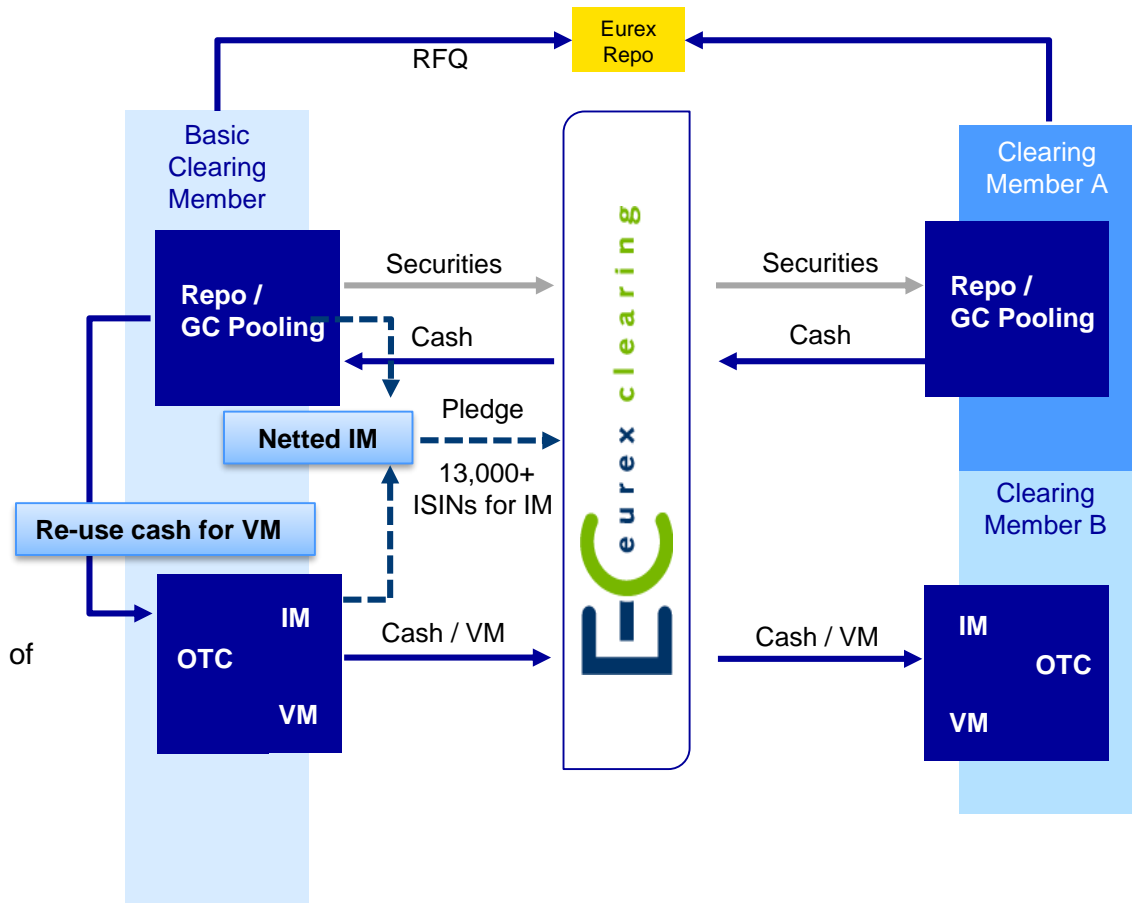 Eurex
Repo
RFQ
Basic
Clearing
Member
Clearing
Member A
Repo /
GC Pooling
Securities
Cash
Securities
Cash
Repo /
GC Pooling
Netted IM
Pledge
13,000+
ISINs for IM
Re-use cash for VM
eurex clearing
Clearing
Member B
of
IM
OTC
VM
Cash / VM
Cash / VM
IM
OTC
VM